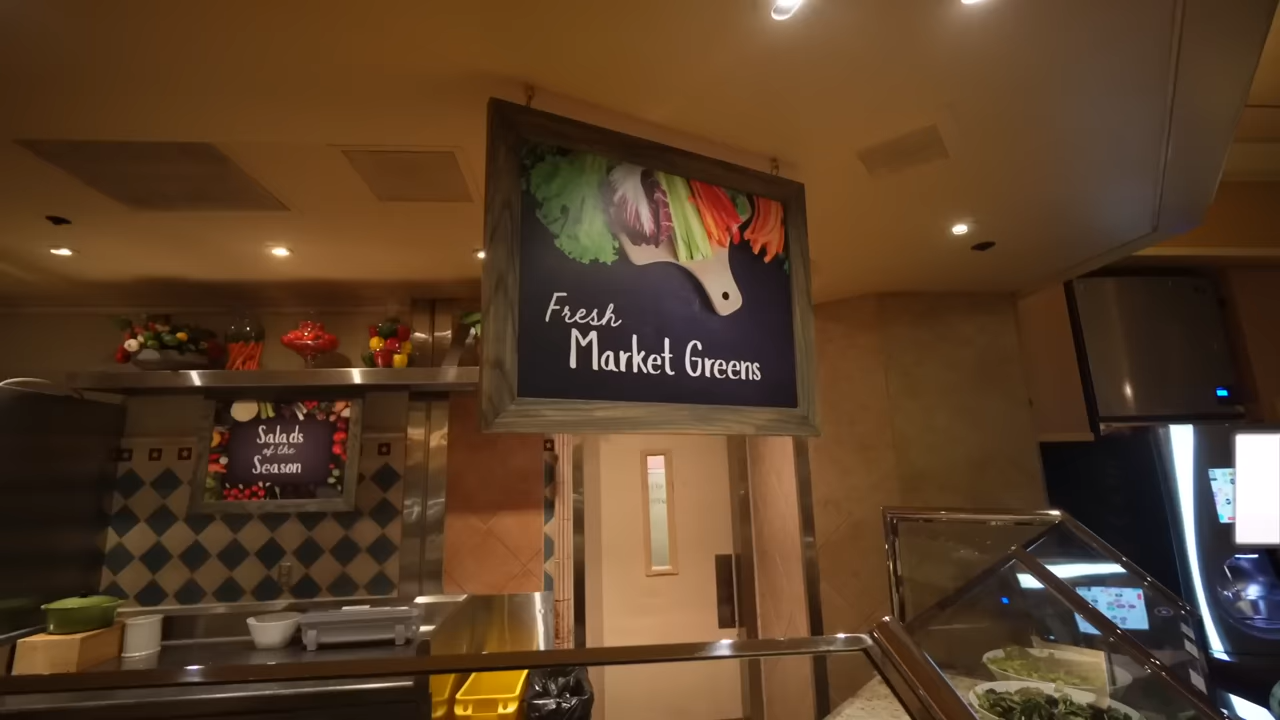 Fresh
Market Greens
Salads
of the
Season